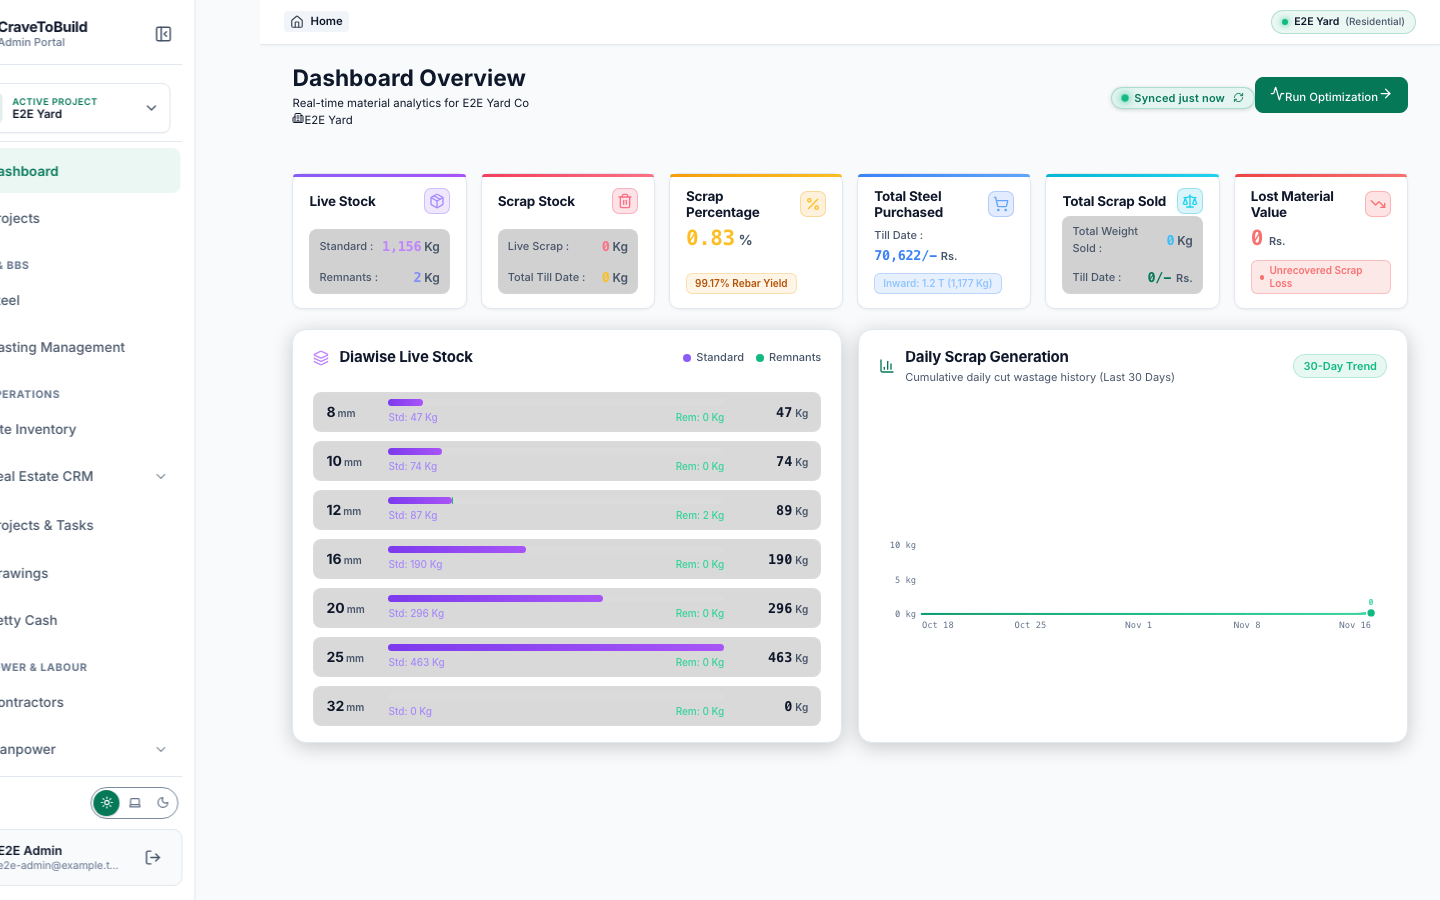 CraveToBuild
Admin Portal
ACTIVE PROJECT
E2E Yard
ashboard
rojects
& BBS
teel
asting Management
PERATIONS
te Inventory
eal Estate CRM
rojects & Tasks
rawings
etty Cash
WER & LABOUR
ontractors
anpower
E2E Admin
e2e-admin@example.t...
Home
E2E Yard (Residential)
Dashboard Overview
Real-time material analytics for E2E Yard Co
E2E Yard
Synced just now
Run Optimization
Live Stock
Standard : 1,156 Kg
Remnants : 2 Kg
Scrap Stock
Live Scrap : 0 Kg
Total Till Date : 0 Kg
Scrap
Percentage
0.83 %
99.17% Rebar Yield
Total Steel
Purchased
Till Date :
70,622/– Rs.
Inward: 1.2 T (1,177 Kg)
Total Scrap Sold
Total Weight
Sold : 0 Kg
Till Date : 0/– Rs.
Lost Material
Value
0 Rs.
Unrecovered Scrap
Loss
Diawise Live Stock
Standard Remnants
8 mm Std: 47 Kg Rem: 0 Kg 47 Kg
10 mm Std: 74 Kg Rem: 0 Kg 74 Kg
12 mm Std: 87 Kg Rem: 2 Kg 89 Kg
16 mm Std: 190 Kg Rem: 0 Kg 190 Kg
20 mm Std: 296 Kg Rem: 0 Kg 296 Kg
25 mm Std: 463 Kg Rem: 0 Kg 463 Kg
32 mm Std: 0 Kg Rem: 0 Kg 0 Kg
Daily Scrap Generation
Cumulative daily cut wastage history (Last 30 Days)
30-Day Trend
10 kg
5 kg
0 kg
0
Oct 18 Oct 25 Nov 1 Nov 8 Nov 16